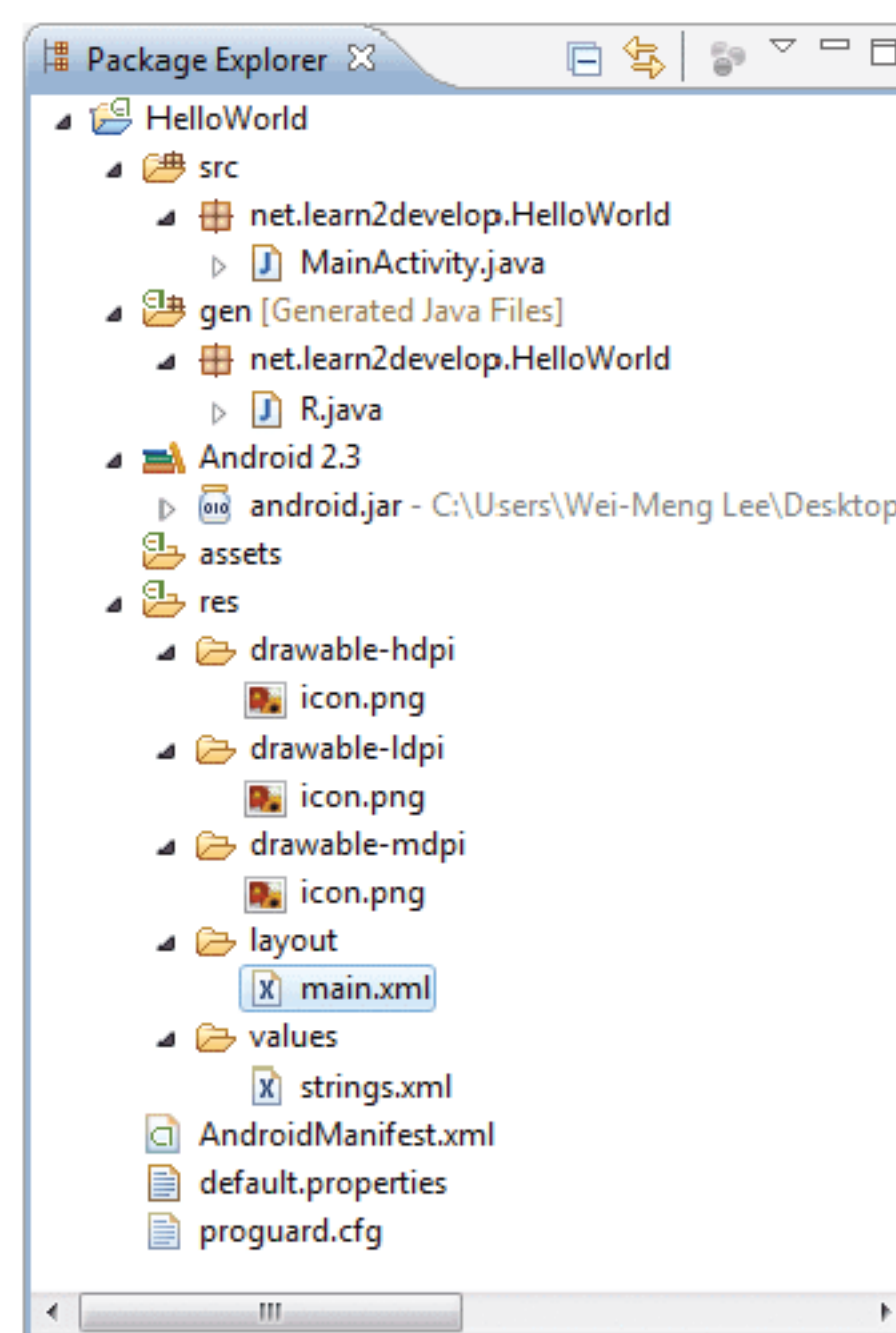 Package Explorer
HelloWorld
src
net.learn2develop.HelloWorld
MainActivity.java
gen [Generated Java Files]
net.learn2develop.HelloWorld
R.java
Android 2.3
android.jar - C:\Users\Wei-Meng Lee\Desktop
assets
res
drawable-hdpi
icon.png
drawable-ldpi
icon.png
drawable-mdpi
icon.png
layout
main.xml
values
strings.xml
AndroidManifest.xml
default.properties
proguard.cfg